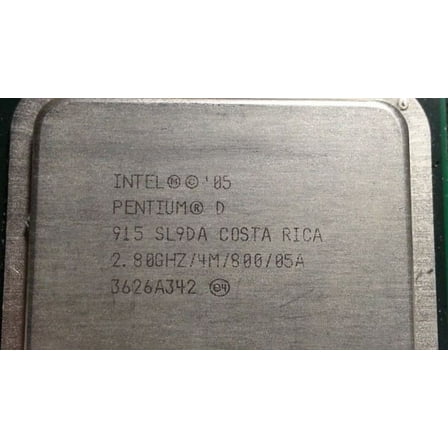 INTEL Ⓜ © '05
PENTIUM® D
915 SL9DA COSTA RICA
2.80GHZ/4M/800/05A
3626A342 e4